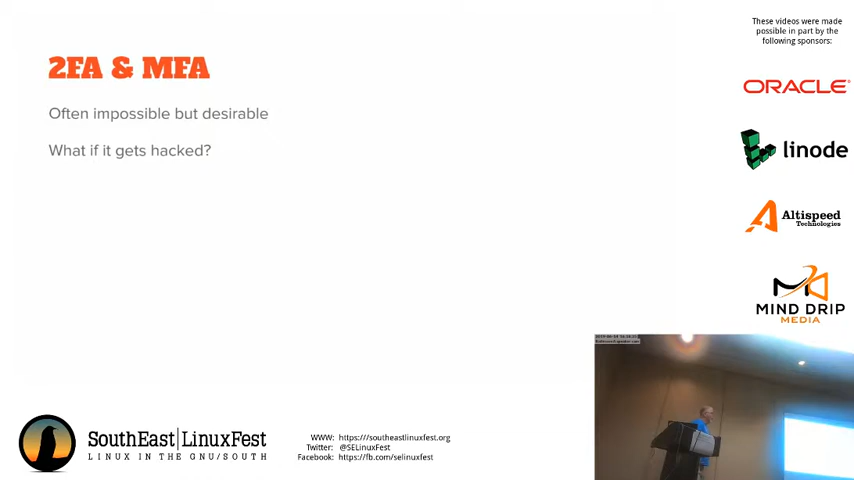 2FA & MFA
Often impossible but desirable
What if it gets hacked?
These videos were made
possible in part by the
following sponsors:
ORACLE®
linode
Altispeed
Technologies
MIND DRIP
MEDIA
SouthEast|LinuxFest
LINUX IN THE GNU/SOUTH
WWW: https:///southeastlinuxfest.org
Twitter: @SELinuxFest
Facebook: https://fb.com/selinuxfest